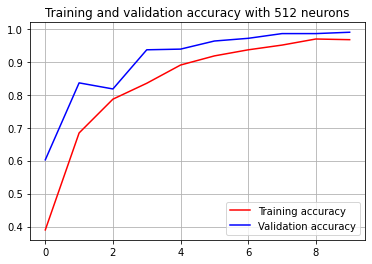 Training and validation accuracy with 512 neurons
1.0
0.9
0.8
0.7
0.6
0.5
0.4
Training accuracy
Validation accuracy
0 2 4 6 8